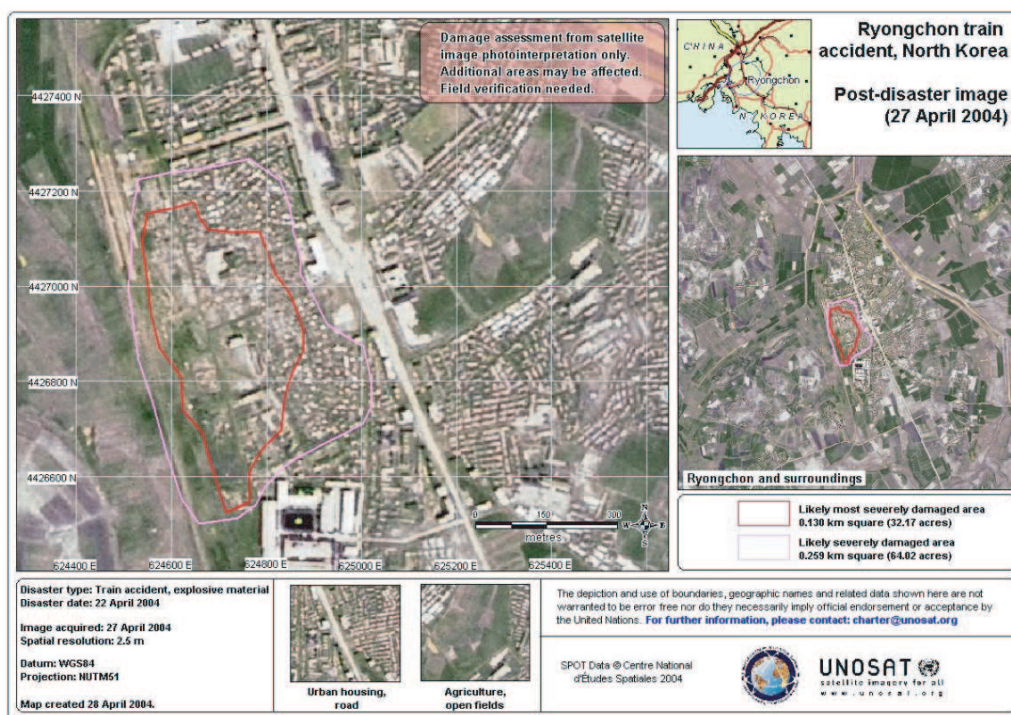 Damage assessment from satellite
image photointerpretation only.
Additional areas may be affected.
Field verification needed.
4427400 N
4427200 N
4427000 N
4426800 N
4426600 N
624400 E
624600 E
624800 E
625000 E
625200 E
625400 E
0
150
300
metres
N
W
E
S
CHINA
Ryongchon
N. KOREA
Ryongchon train
accident, North Korea
Post-disaster image
(27 April 2004)
Ryongchon and surroundings
Likely most severely damaged area
0.130 km square (32.17 acres)
Likely severely damaged area
0.259 km square (64.02 acres)
Disaster type: Train accident, explosive material
Disaster date: 22 April 2004
Image acquired: 27 April 2004
Spatial resolution: 2.5 m
Datum: WGS84
Projection: NUTM51
Map created 28 April 2004.
Urban housing,
road
Agriculture,
open fields
The depiction and use of boundaries, geographic names and related data shown here are not
warranted to be error free nor do they necessarily imply official endorsement or acceptance by
the United Nations. For further information, please contact: charter@unosat.org
SPOT Data © Centre National
d'Études Spatiales 2004
UNOSAT
satellite imagery for all
www.unosat.org